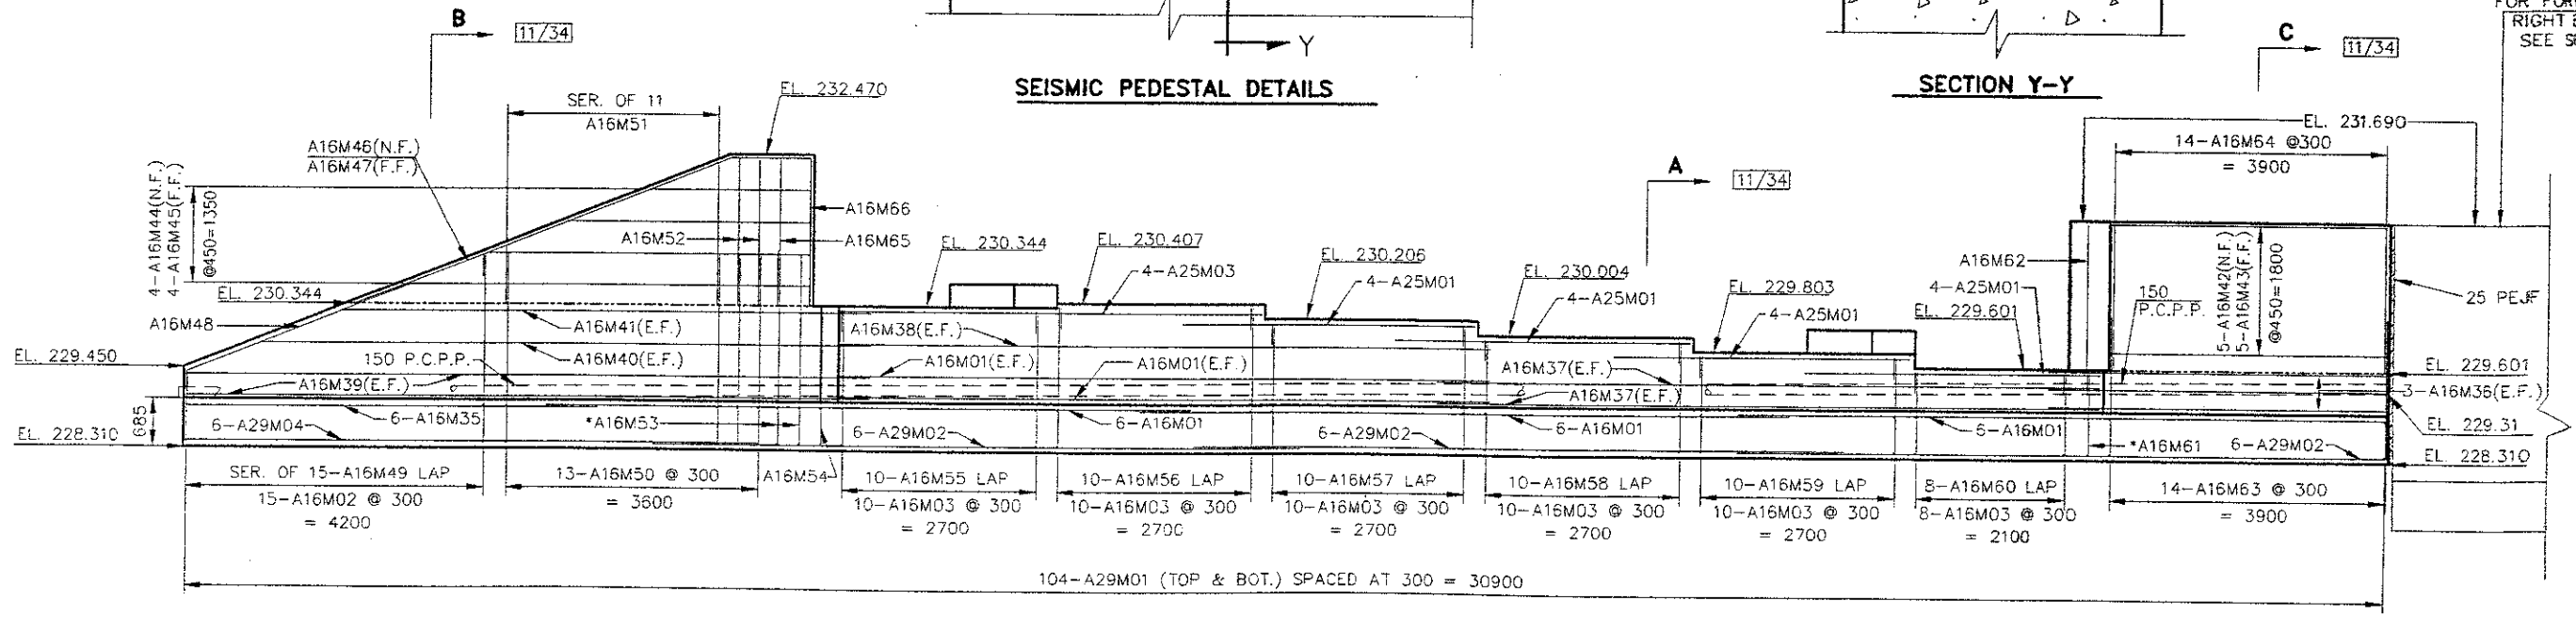 B
11/34
Y
SEISMIC PEDESTAL DETAILS
SECTION Y-Y
C
11/34
RIGHT
EL. 232.470
SER. OF 11
A16M51
A16M46(N.F.)
A16M47(F.F.)
4-A16M44(N.F.)
4-A16M45(F.F.)
@450=1350
EL. 230.344
A16M48
EL. 229.450
A16M52
A16M66
A16M65
EL. 230.344
EL. 230.407
4-A25M03
EL. 230.206
4-A25M01
A
11/34
EL. 230.004
4-A25M01
EL. 229.803
4-A25M01
A16M62
4-A25M01
EL. 229.601
EL. 231.690
14-A16M64 @300
= 3900
150
P.C.P.P.
5-A16M42(N.F.)
5-A16M43(F.F.)
@450=1800
25 PEJF
EL. 229.601
3-A16M36(E.F.)
EL. 229.31
EL. 228.310
A16M41(E.F.)
A16M38(E.F.)
150 P.C.P.P.
A16M40(E.F.)
A16M01(E.F.)
A16M01(E.F.)
A16M37(E.F.)
A16M37(E.F.)
A16M39(E.F.)
685
6-A16M35
*A16M53
6-A16M01
6-A16M01
6-A16M01
*A16M61
EL. 228.310
6-A29M04
6-A29M02
6-A29M02
6-A29M02
SER. OF 15-A16M49 LAP
15-A16M02 @ 300
= 4200
13-A16M50 @ 300
= 3600
A16M54
10-A16M55 LAP
10-A16M03 @ 300
= 2700
10-A16M56 LAP
10-A16M03 @ 300
= 2700
10-A16M57 LAP
10-A16M03 @ 300
= 2700
10-A16M58 LAP
10-A16M03 @ 300
= 2700
10-A16M59 LAP
10-A16M03 @ 300
= 2700
8-A16M60 LAP
8-A16M03 @ 300
= 2100
14-A16M63 @ 300
= 3900
104-A29M01 (TOP & BOT.) SPACED AT 300 = 30900